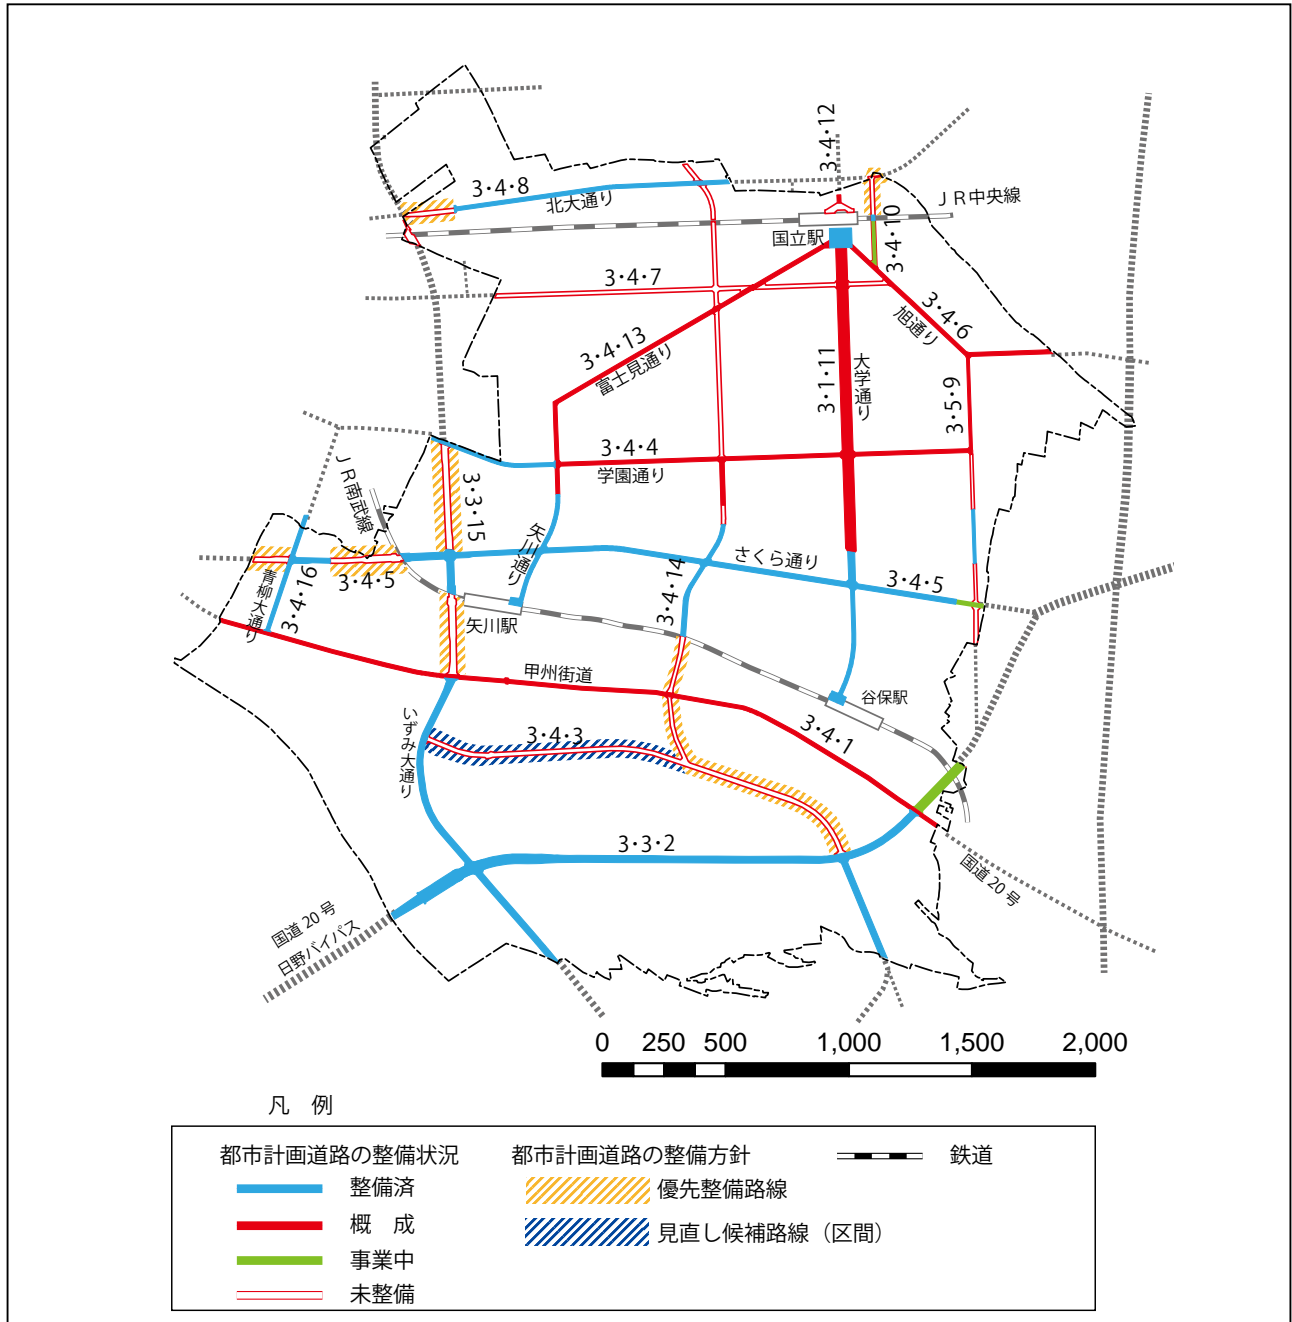 3・4・12
3・4・8
北大通り
ＪＲ中央線
国立駅
3・4・10
3・4・7
3・4・6
旭通り
3・4・13
富士見通り
3・1・11
大学通り
3・5・9
3・4・4
学園通り
ＪＲ南武線
3・3・15
矢川通り
さくら通り
3・4・5
3・4・5
青柳大通り
3・4・16
3・4・14
矢川駅
甲州街道
谷保駅
3・4・1
いずみ大通り
3・4・3
3・3・2
国道20号
国道20号
日野バイパス
0 250 500 1,000 1,500 2,000
凡　例
都市計画道路の整備状況
整備済
概　成
事業中
未整備
都市計画道路の整備方針
優先整備路線
見直し候補路線（区間）
鉄道